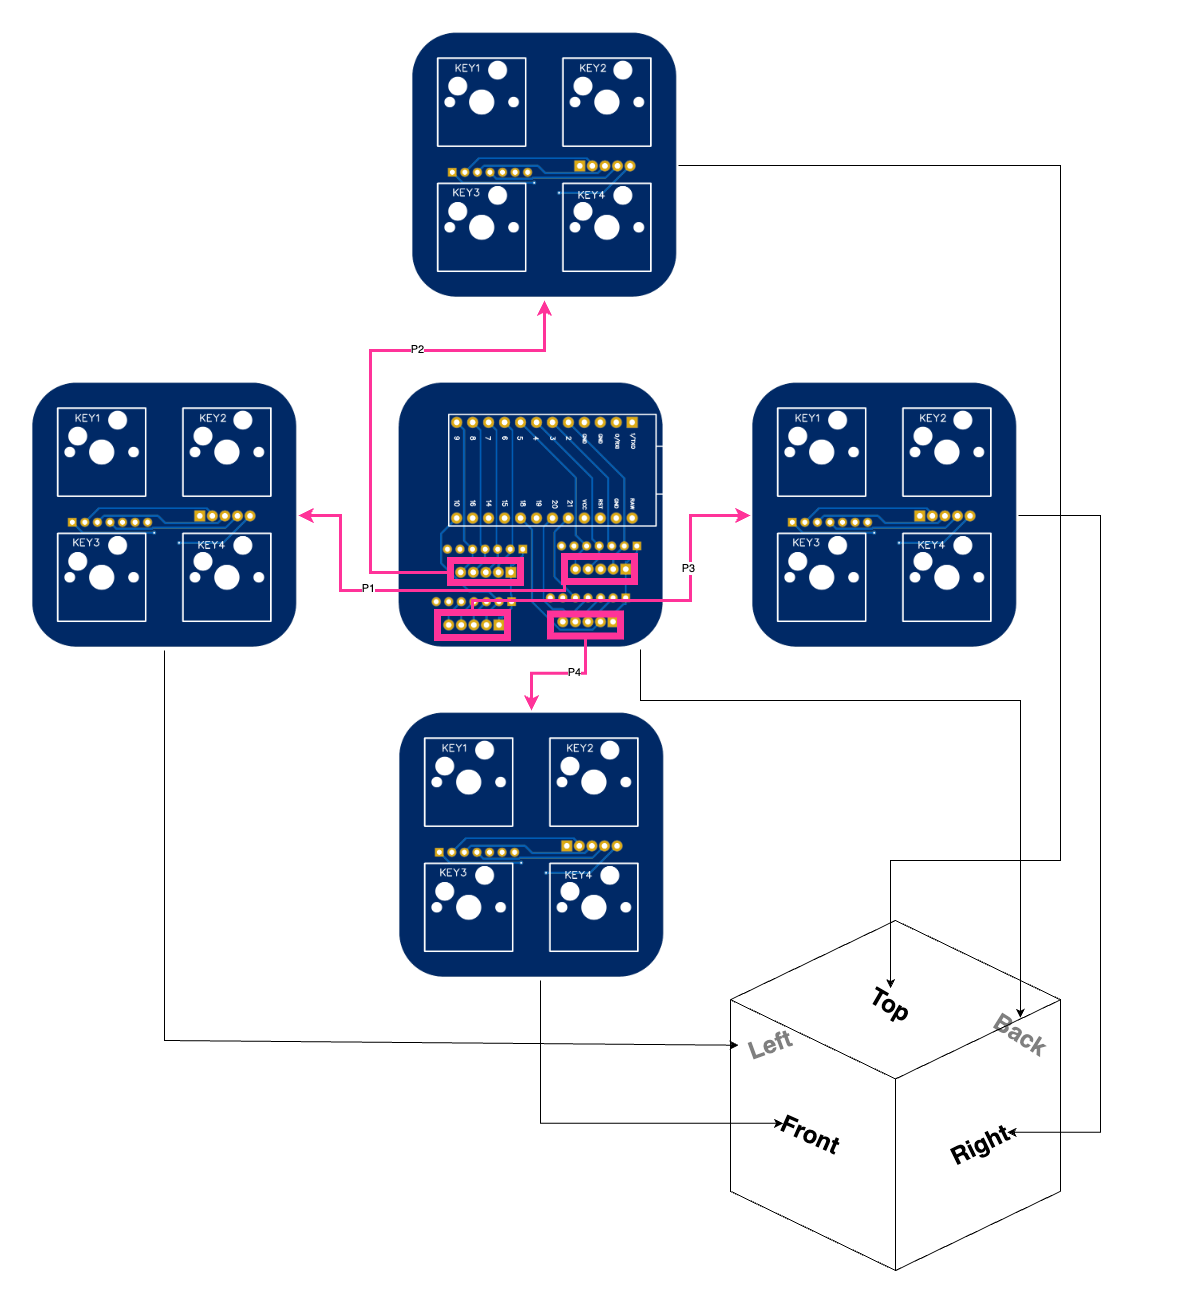 KEY1 KEY2
KEY3 KEY4
P2
KEY1 KEY2
KEY3 KEY4
9 8 7 6 5 4 3 2 GND GND 0/RX0 1/TX0
10 16 14 15 18 19 20 21 VCC RST GND RAW
KEY1 KEY2
KEY3 KEY4
P1
P3
P4
KEY1 KEY2
KEY3 KEY4
Top
Left
Back
Front
Right